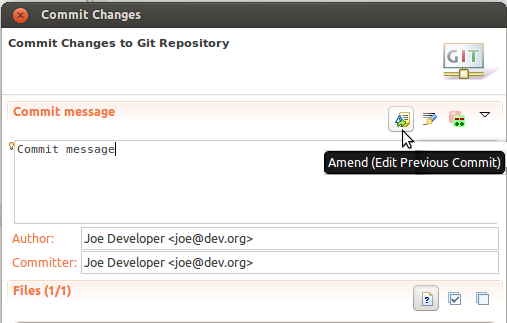 Commit Changes
Commit Changes to Git Repository
GIT
Commit message
Commit message
Amend (Edit Previous Commit)
Author: Joe Developer <joe@dev.org>
Committer: Joe Developer <joe@dev.org>
Files (1/1)